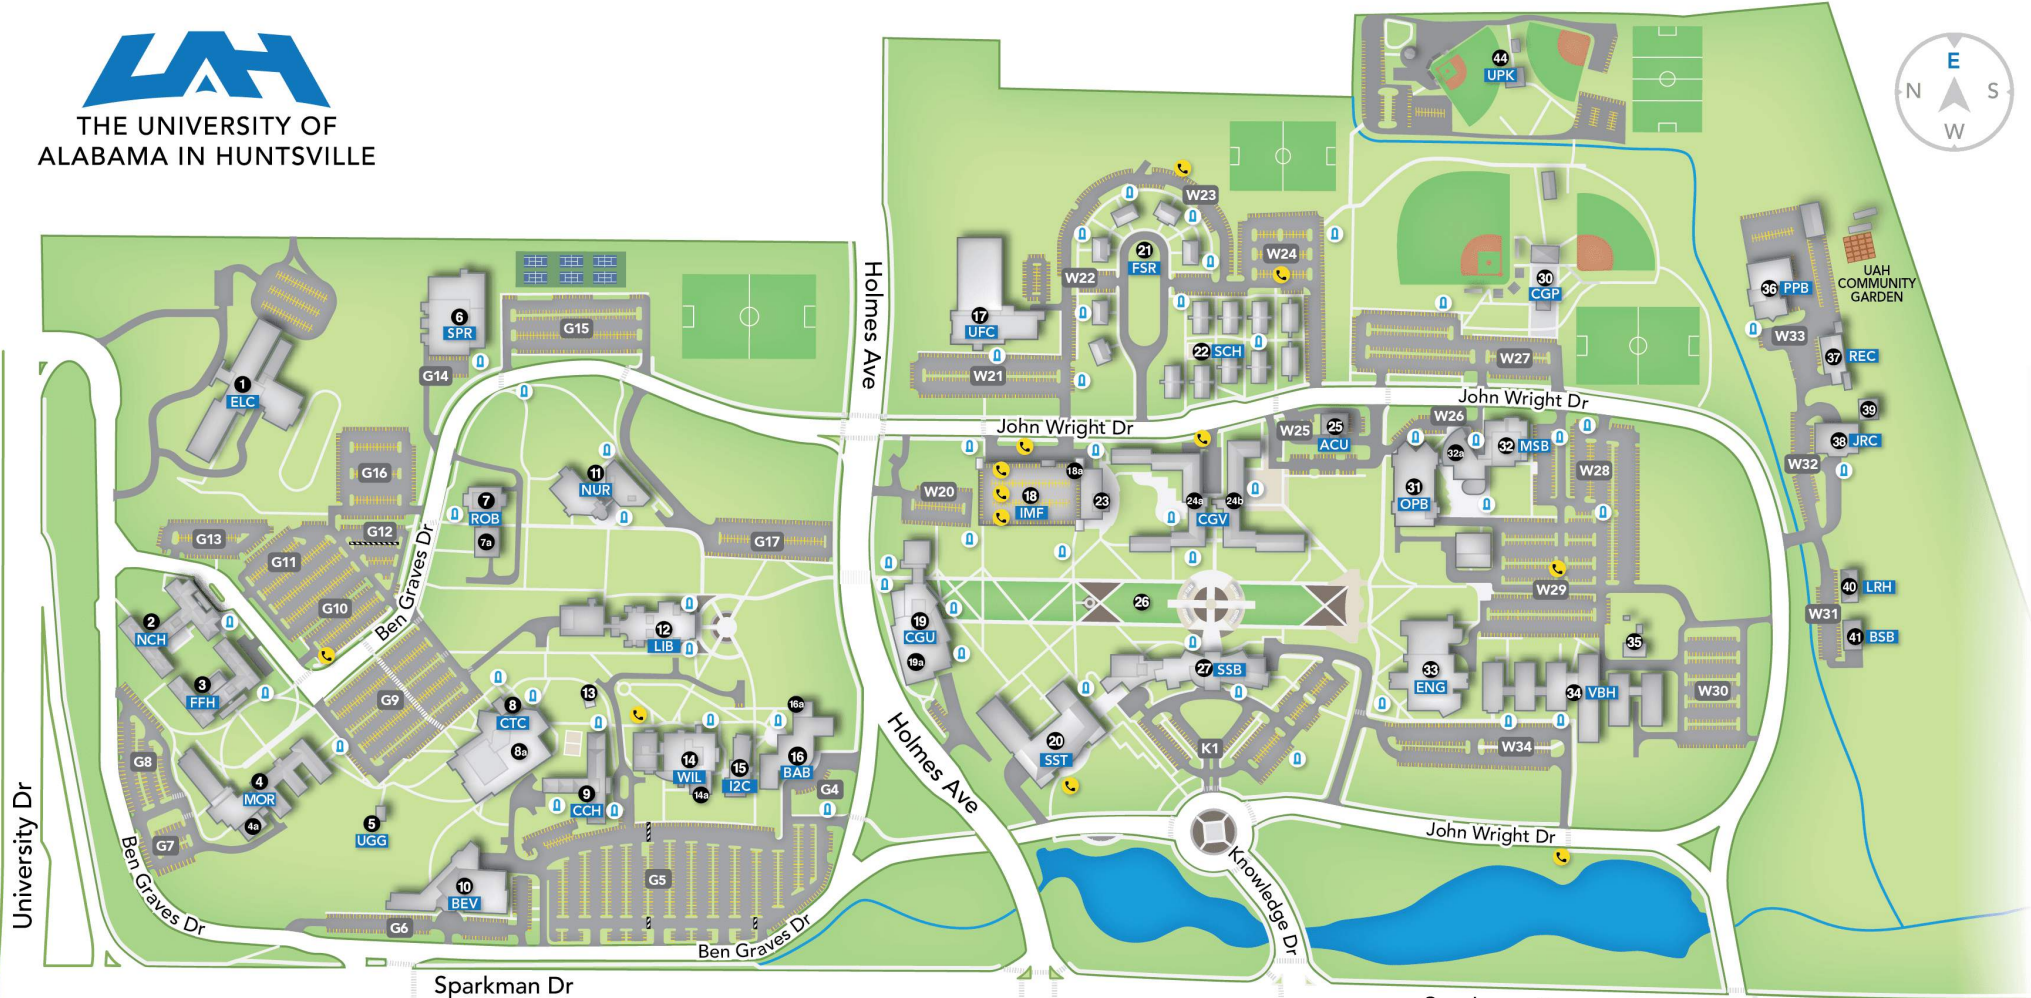 UAH
THE UNIVERSITY OF
ALABAMA IN HUNTSVILLE
E
N S
W
44
UPK
W23
21
FSR
W24
W22
30
CGP
36 PPB
UAH
COMMUNITY
GARDEN
W33
37 REC
Holmes Ave
17
UFC
22 SCH
W21
W27
6
SPR
G15
G14
1
ELC
John Wright Dr
John Wright Dr
39
38 JRC
W32
W26
25
ACU
W25
32 MSB
32a
W28
31
OPB
G16
11
NUR
7
ROB
7a
G12
G13
G11
G10
G17
W20
18a
18
IMF
23
24a 24b
CGV
W29
40 LRH
W31
41 BSB
26
19
CGU
19a
Ben Graves Dr
2
NCH
3
FFH
12
LIB
27 SSB
35
33
ENG
34 VBH
W30
G9
8
CTC
8a
13
16a
16
BAB
14
WIL
14a
15
I2C
9
CCH
G4
20
SST
K1
W34
G8
4
MOR
4a
5
UGG
G7
Holmes Ave
John Wright Dr
University Dr
Ben Graves Dr
10
BEV
G5
G6
Knowledge Dr
Ben Graves Dr
Sparkman Dr